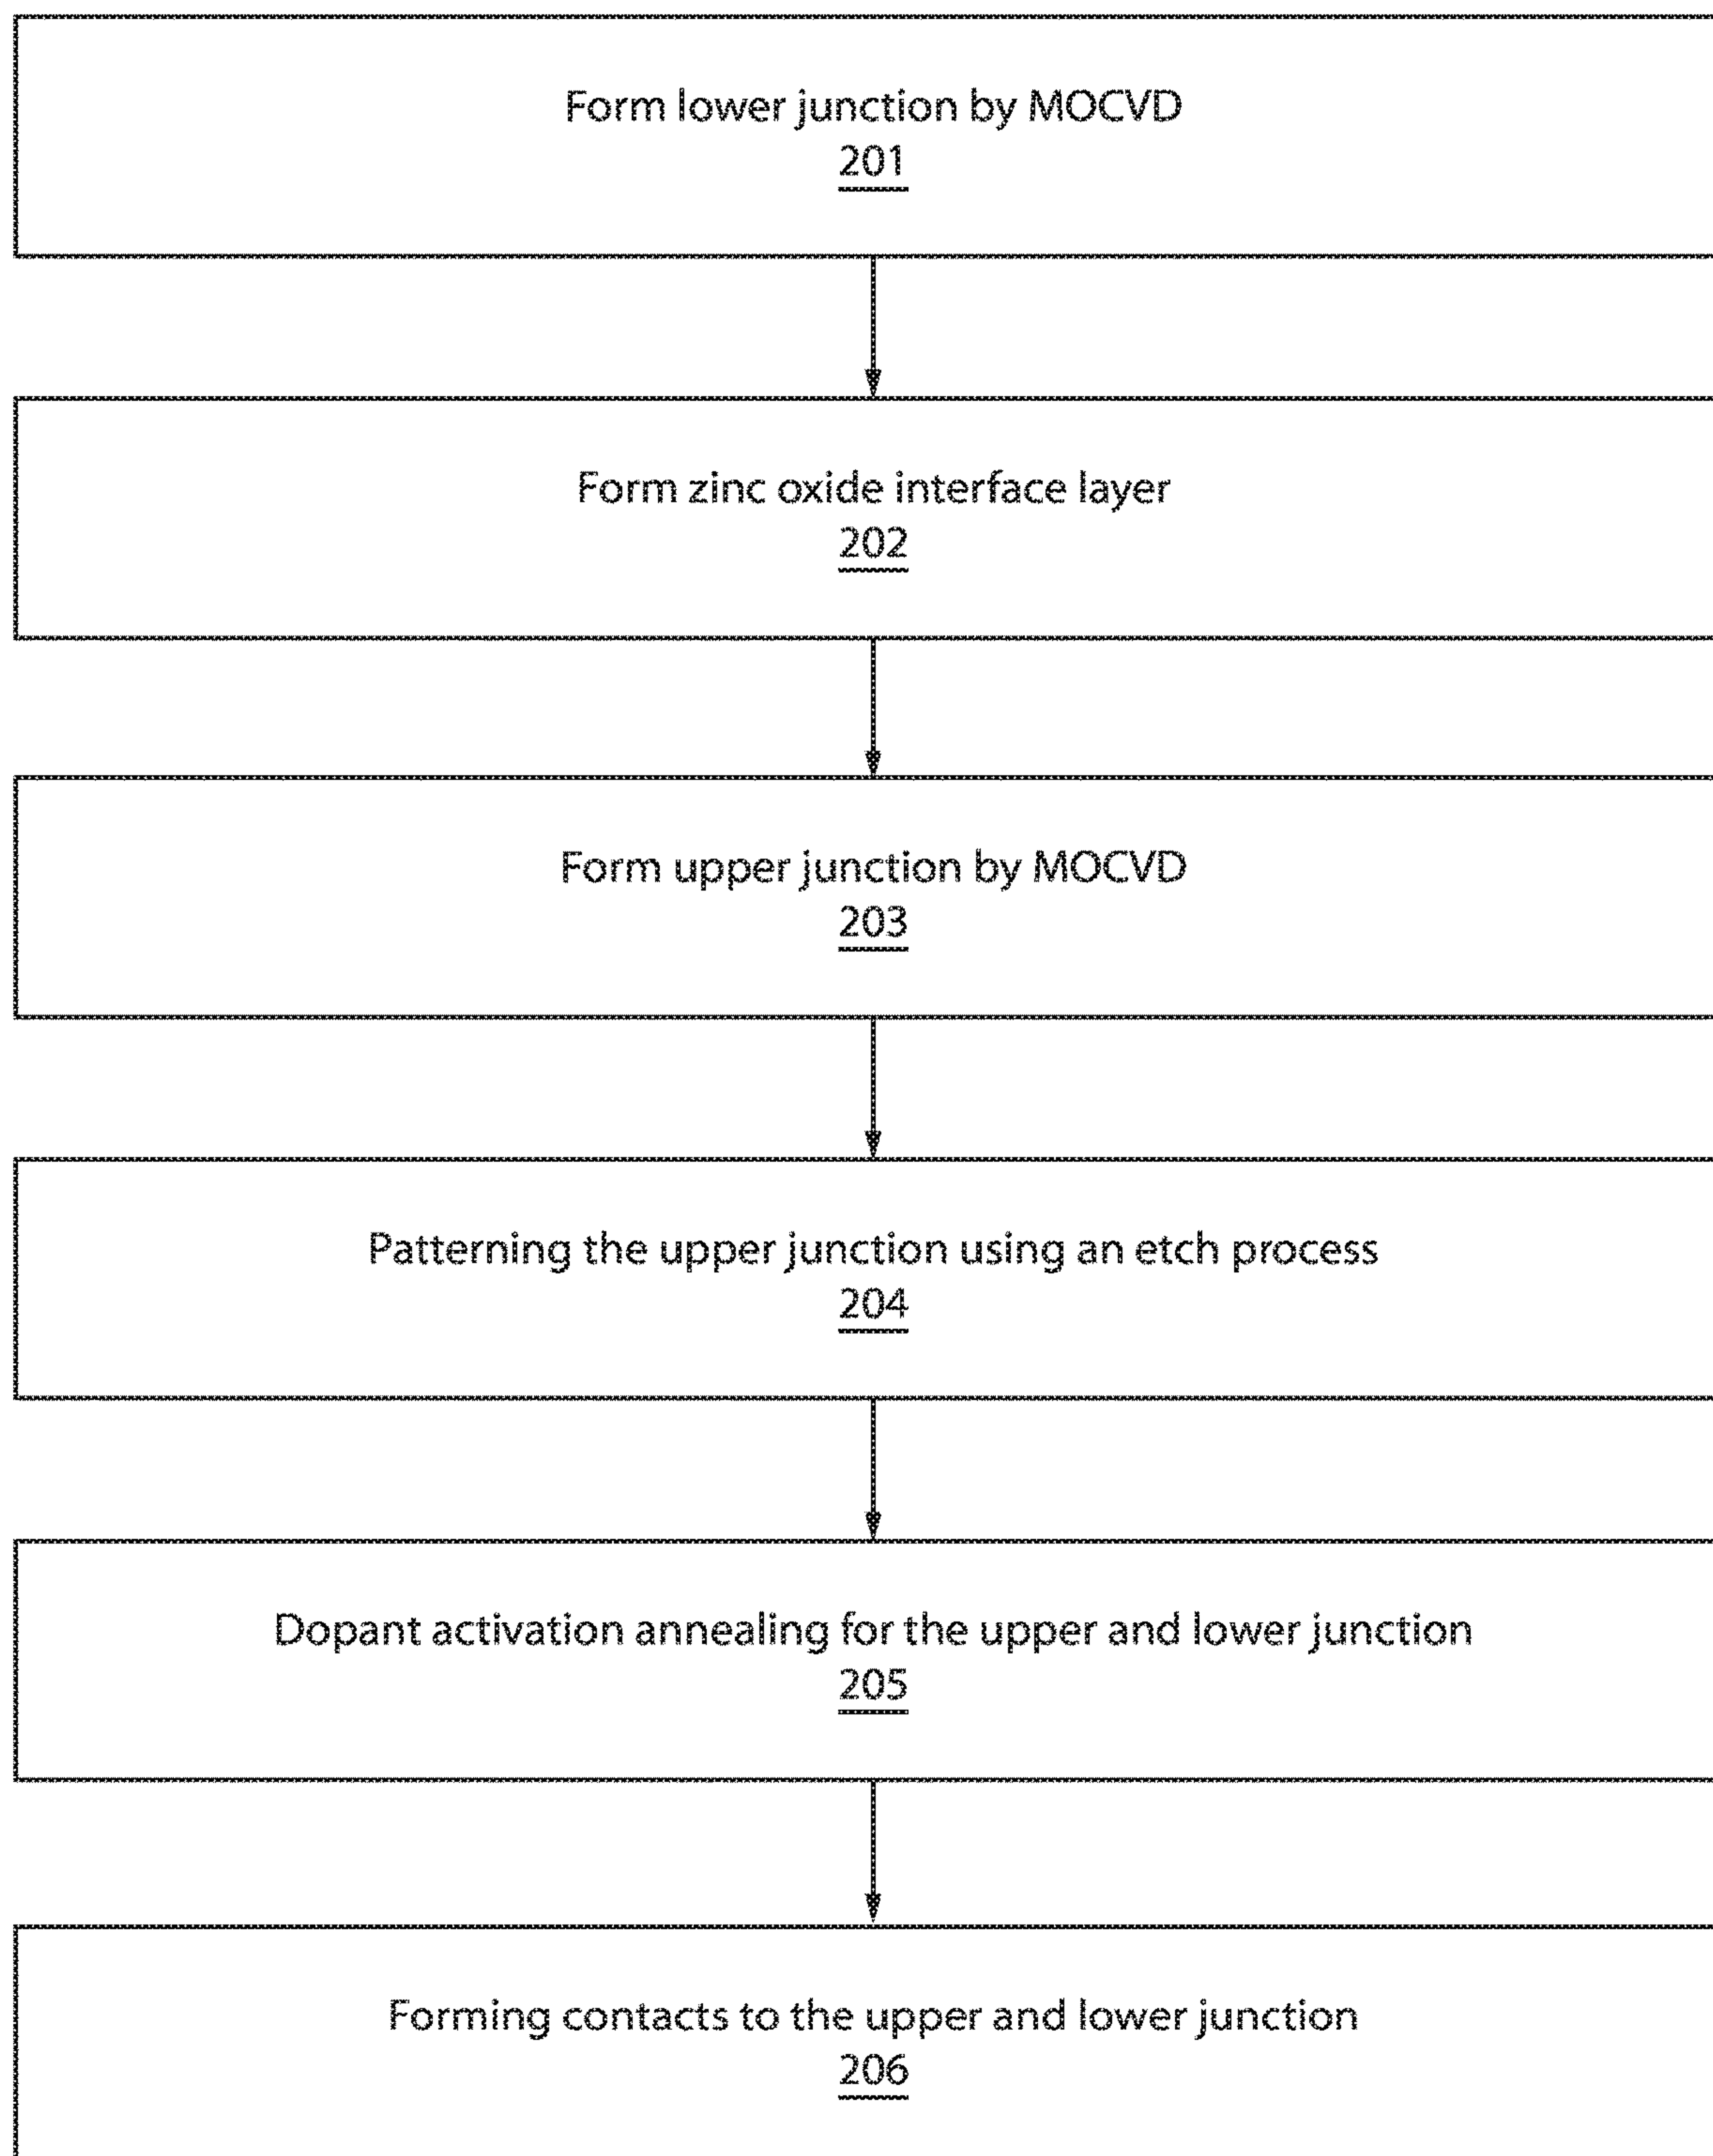 Form lower junction by MOCVD
201
Form zinc oxide interface layer
202
Form upper junction by MOCVD
203
Patterning the upper junction using an etch process
204
Dopant activation annealing for the upper and lower junction
205
Forming contacts to the upper and lower junction
206